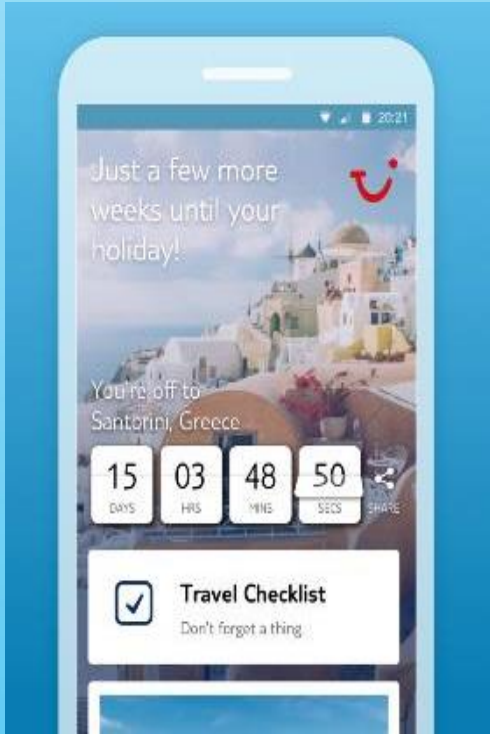 20:21
Just a few more
weeks until your
holiday!
You're off to
Santorini, Greece
15 03 48 50
DAYS HRS MINS SECS SHARE
Travel Checklist
Don't forget a thing